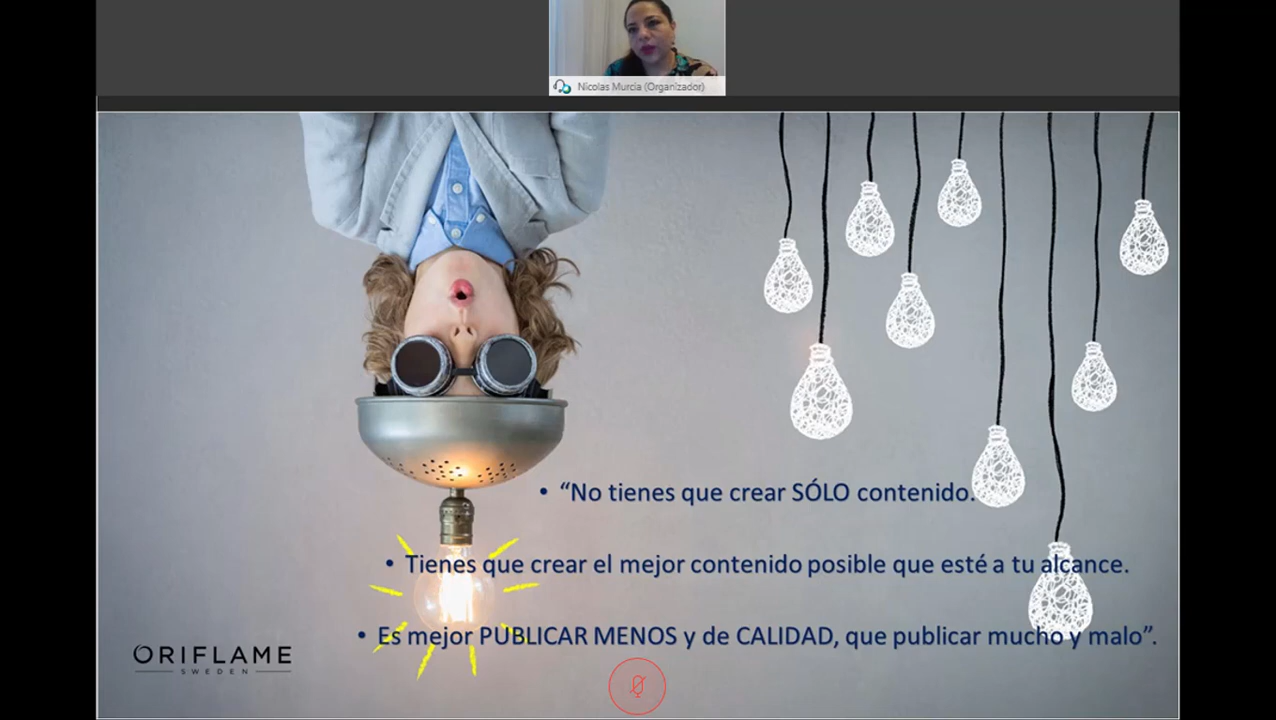 Nicolas Murcia (Organizador)
• “No tienes que crear SÓLO contenido.
• Tienes que crear el mejor contenido posible que esté a tu alcance.
• Es mejor PUBLICAR MENOS y de CALIDAD, que publicar mucho y malo”.
ORIFLAME
SWEDEN